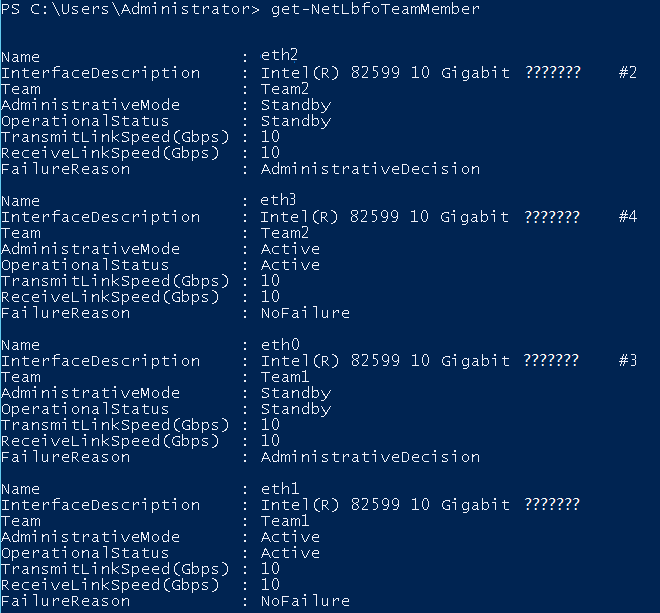 PS C:\Users\Administrator> get-NetLbfoTeamMember
Name : eth2
InterfaceDescription : Intel(R) 82599 10 Gigabit ??????? #2
Team : Team2
AdministrativeMode : Standby
OperationalStatus : Standby
TransmitLinkSpeed(Gbps) : 10
ReceiveLinkSpeed(Gbps) : 10
FailureReason : AdministrativeDecision
Name : eth3
InterfaceDescription : Intel(R) 82599 10 Gigabit ??????? #4
Team : Team2
AdministrativeMode : Active
OperationalStatus : Active
TransmitLinkSpeed(Gbps) : 10
ReceiveLinkSpeed(Gbps) : 10
FailureReason : NoFailure
Name : eth0
InterfaceDescription : Intel(R) 82599 10 Gigabit ??????? #3
Team : Team1
AdministrativeMode : Standby
OperationalStatus : Standby
TransmitLinkSpeed(Gbps) : 10
ReceiveLinkSpeed(Gbps) : 10
FailureReason : AdministrativeDecision
Name : eth1
InterfaceDescription : Intel(R) 82599 10 Gigabit ???????
Team : Team1
AdministrativeMode : Active
OperationalStatus : Active
TransmitLinkSpeed(Gbps) : 10
ReceiveLinkSpeed(Gbps) : 10
FailureReason : NoFailure